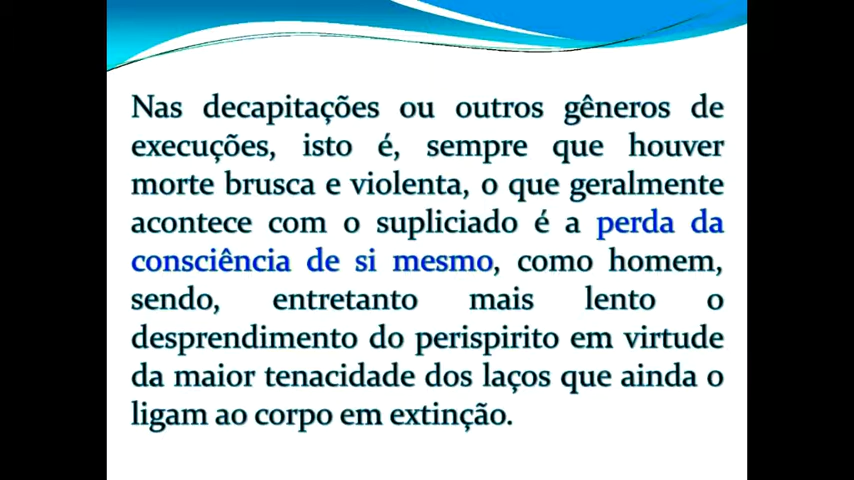 Nas decapitações ou outros gêneros de
execuções, isto é, sempre que houver
morte brusca e violenta, o que geralmente
acontece com o supliciado é a perda da
consciência de si mesmo, como homem,
sendo, entretanto mais lento o
desprendimento do perispirito em virtude
da maior tenacidade dos laços que ainda o
ligam ao corpo em extinção.